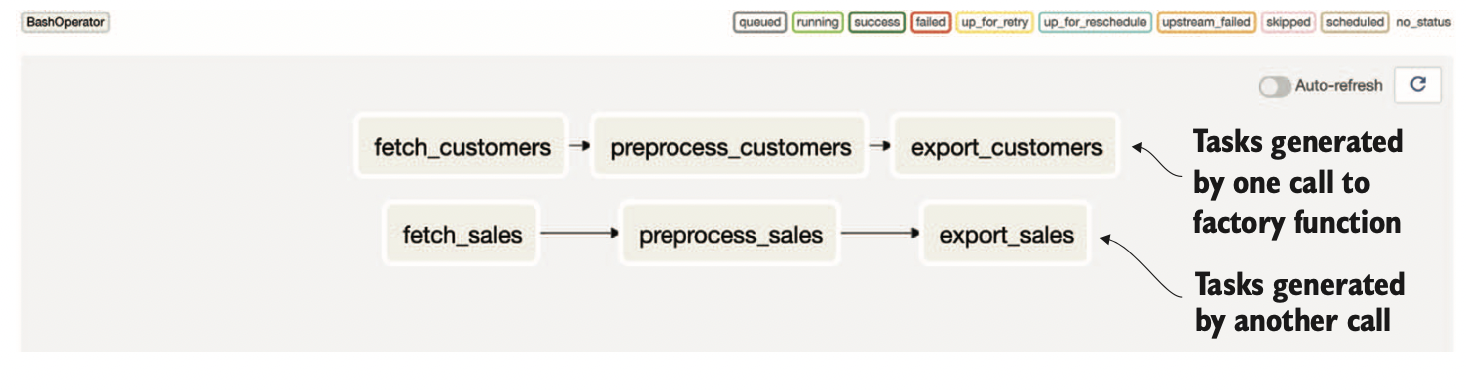 BashOperator
queued running success failed up_for_retry up_for_reschedule upstream_failed skipped scheduled no_status
Auto-refresh
fetch_customers preprocess_customers export_customers
fetch_sales preprocess_sales export_sales
Tasks generated
by one call to
factory function
Tasks generated
by another call